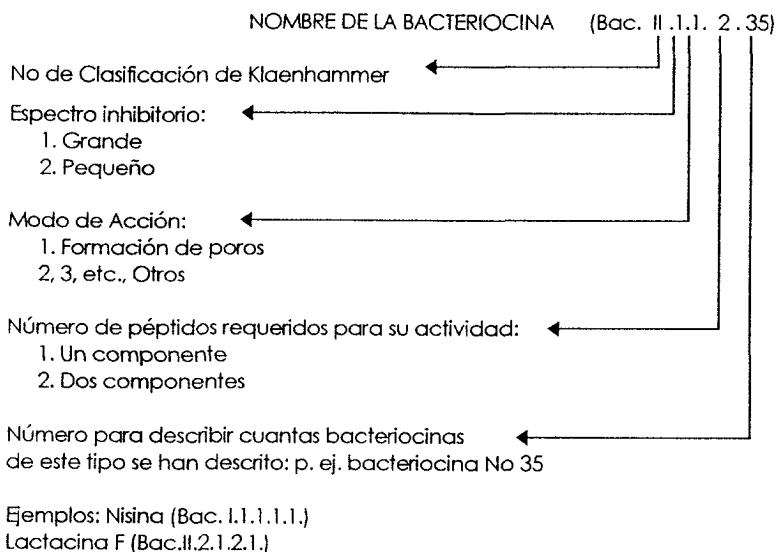 NOMBRE DE LA BACTERIOCINA (Bac. II .1.1. 2 .35)
No de Clasificación de Klaenhammer
Espectro inhibitorio:
1. Grande
2. Pequeño
Modo de Acción:
1. Formación de poros
2, 3, etc., Otros
Número de péptidos requeridos para su actividad:
1. Un componente
2. Dos componentes
Número para describir cuantas bacteriocinas
de este tipo se han descrito: p. ej. bacteriocina No 35
Ejemplos: Nisina (Bac. I.1.1.1.1.)
Lactacina F (Bac.II.2.1.2.1.)